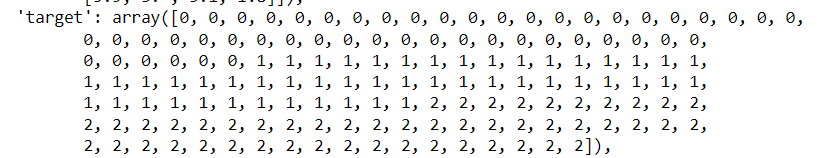 'target': array([0, 0, 0, 0, 0, 0, 0, 0, 0, 0, 0, 0, 0, 0, 0, 0, 0, 0, 0, 0, 0, 0,
0, 0, 0, 0, 0, 0, 0, 0, 0, 0, 0, 0, 0, 0, 0, 0, 0, 0, 0, 0, 0, 0,
0, 0, 0, 0, 0, 0, 1, 1, 1, 1, 1, 1, 1, 1, 1, 1, 1, 1, 1, 1, 1, 1,
1, 1, 1, 1, 1, 1, 1, 1, 1, 1, 1, 1, 1, 1, 1, 1, 1, 1, 1, 1, 1, 1,
1, 1, 1, 1, 1, 1, 1, 1, 1, 1, 1, 1, 2, 2, 2, 2, 2, 2, 2, 2, 2, 2,
2, 2, 2, 2, 2, 2, 2, 2, 2, 2, 2, 2, 2, 2, 2, 2, 2, 2, 2, 2, 2, 2,
2, 2, 2, 2, 2, 2, 2, 2, 2, 2, 2, 2, 2, 2, 2, 2, 2, 2]),